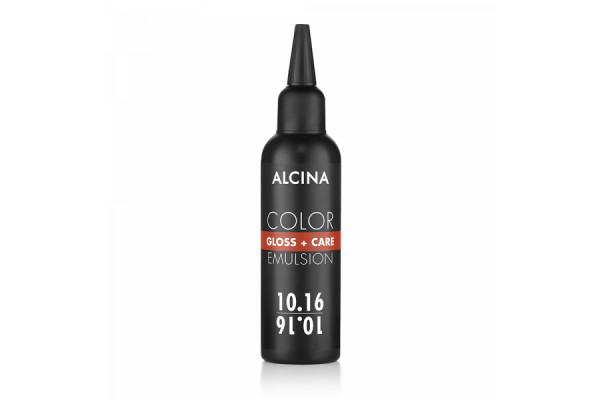 ALCINA
COLOR
GLOSS + CARE
EMULSION
10.16
10.16